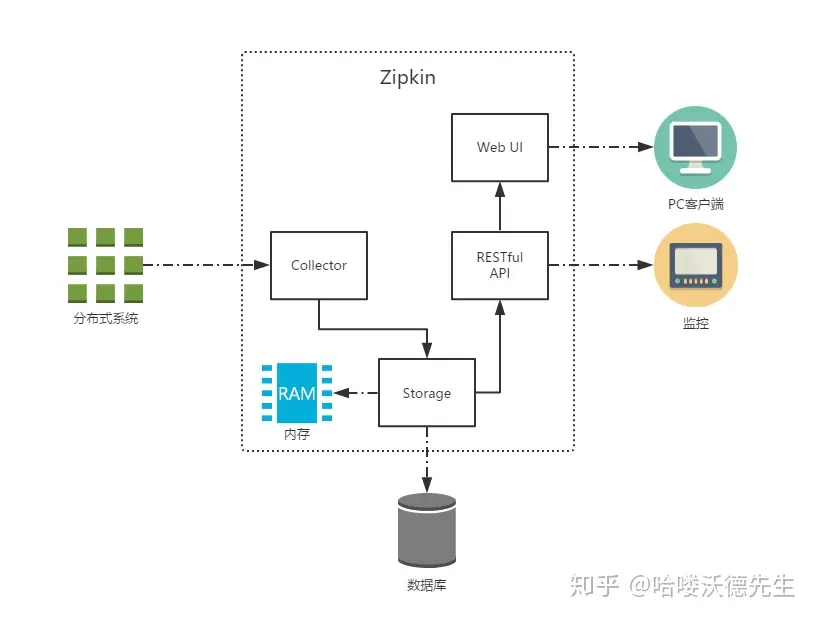 Zipkin
Web UI
PC客户端
Collector
RESTful
API
分布式系统
监控
RAM
Storage
内存
数据库
知乎 @哈喽沃德先生